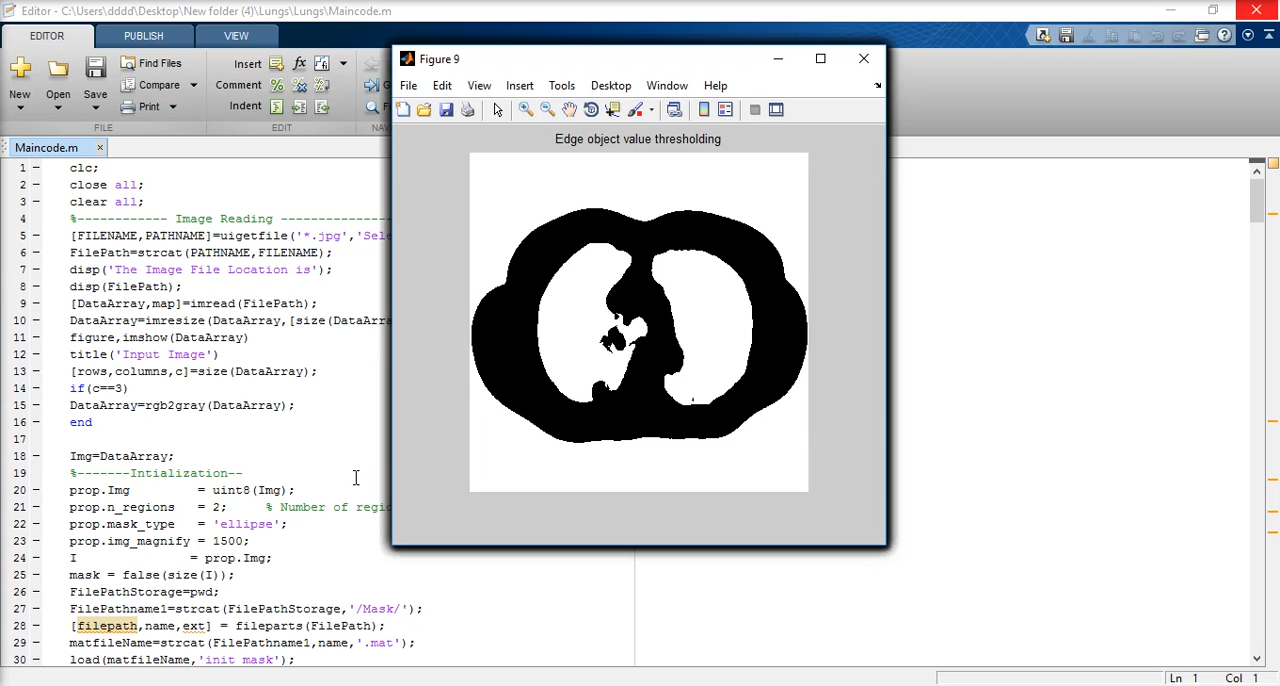 Editor - C:\Users\dddd\Desktop\New folder (4)\Lungs\Lungs\Maincode.m
EDITOR PUBLISH VIEW
New Open Save
Find Files
Compare
Print
Insert fx
Comment
Indent
FILE EDIT
Maincode.m ×
1 - clc;
2 - close all;
3 - clear all;
4 %------------ Image Reading ----------------
5 - [FILENAME,PATHNAME]=uigetfile('*.jpg','Sele
6 - FilePath=strcat(PATHNAME,FILENAME);
7 - disp('The Image File Location is');
8 - disp(FilePath);
9 - [DataArray,map]=imread(FilePath);
10 - DataArray=imresize(DataArray,[size(DataArra
11 - figure,imshow(DataArray)
12 - title('Input Image')
13 - [rows,columns,c]=size(DataArray);
14 - if(c==3)
15 - DataArray=rgb2gray(DataArray);
16 - end
17
18 - Img=DataArray;
19 %-------Intialization--
20 - prop.Img = uint8(Img);
21 - prop.n_regions = 2; % Number of regio
22 - prop.mask_type = 'ellipse';
23 - prop.img_magnify = 1500;
24 - I = prop.Img;
25 - mask = false(size(I));
26 - FilePathStorage=pwd;
27 - FilePathname1=strcat(FilePathStorage,'/Mask/');
28 - [filepath,name,ext] = fileparts(FilePath);
29 - matfileName=strcat(FilePathname1,name,'.mat');
30 - load(matfileName,'init_mask');
Figure 9
File Edit View Insert Tools Desktop Window Help
Edge object value thresholding
Ln 1 Col 1